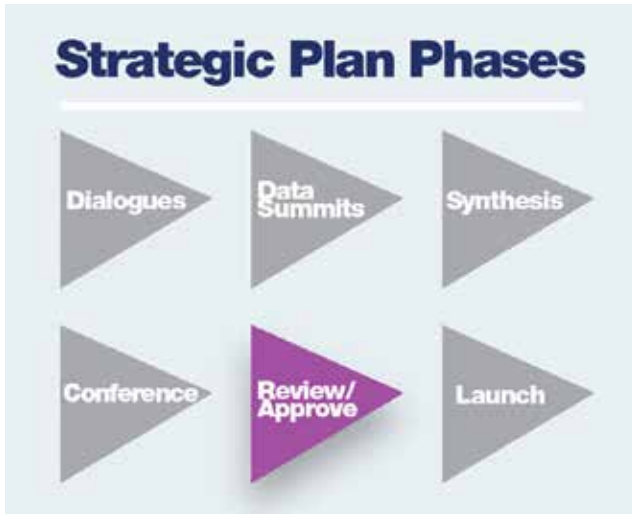 Strategic Plan Phases
Dialogues
Data
Summits
Synthesis
Conference
Review/
Approve
Launch